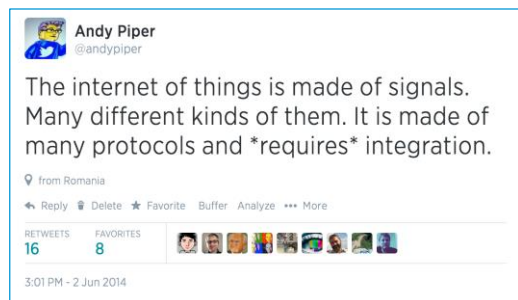 Andy Piper
@andypiper
The internet of things is made of signals.
Many different kinds of them. It is made of
many protocols and *requires* integration.
from Romania
Reply Delete Favorite Buffer Analyze More
RETWEETS FAVORITES
16 8
3:01 PM - 2 Jun 2014